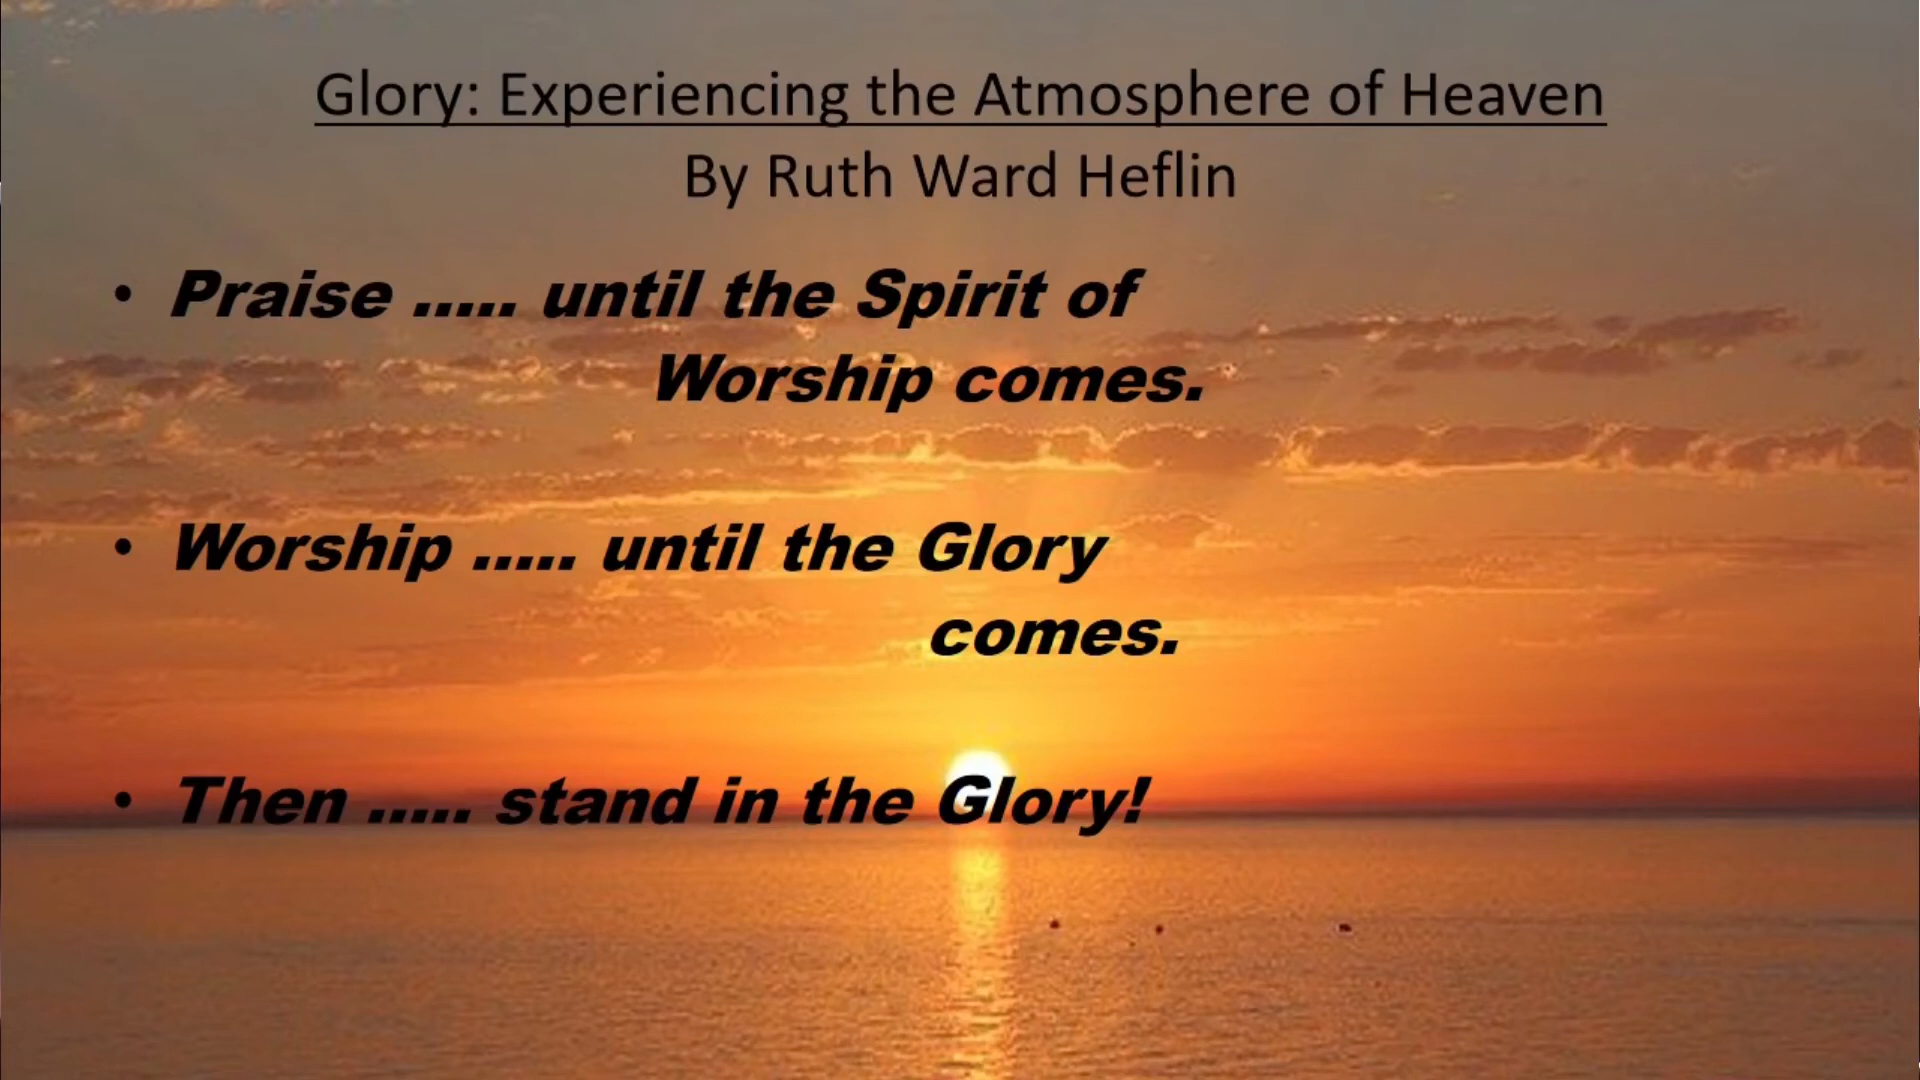 Glory: Experiencing the Atmosphere of Heaven
By Ruth Ward Heflin
• Praise ..... until the Spirit of
Worship comes.
• Worship ..... until the Glory
comes.
• Then ..... stand in the Glory!